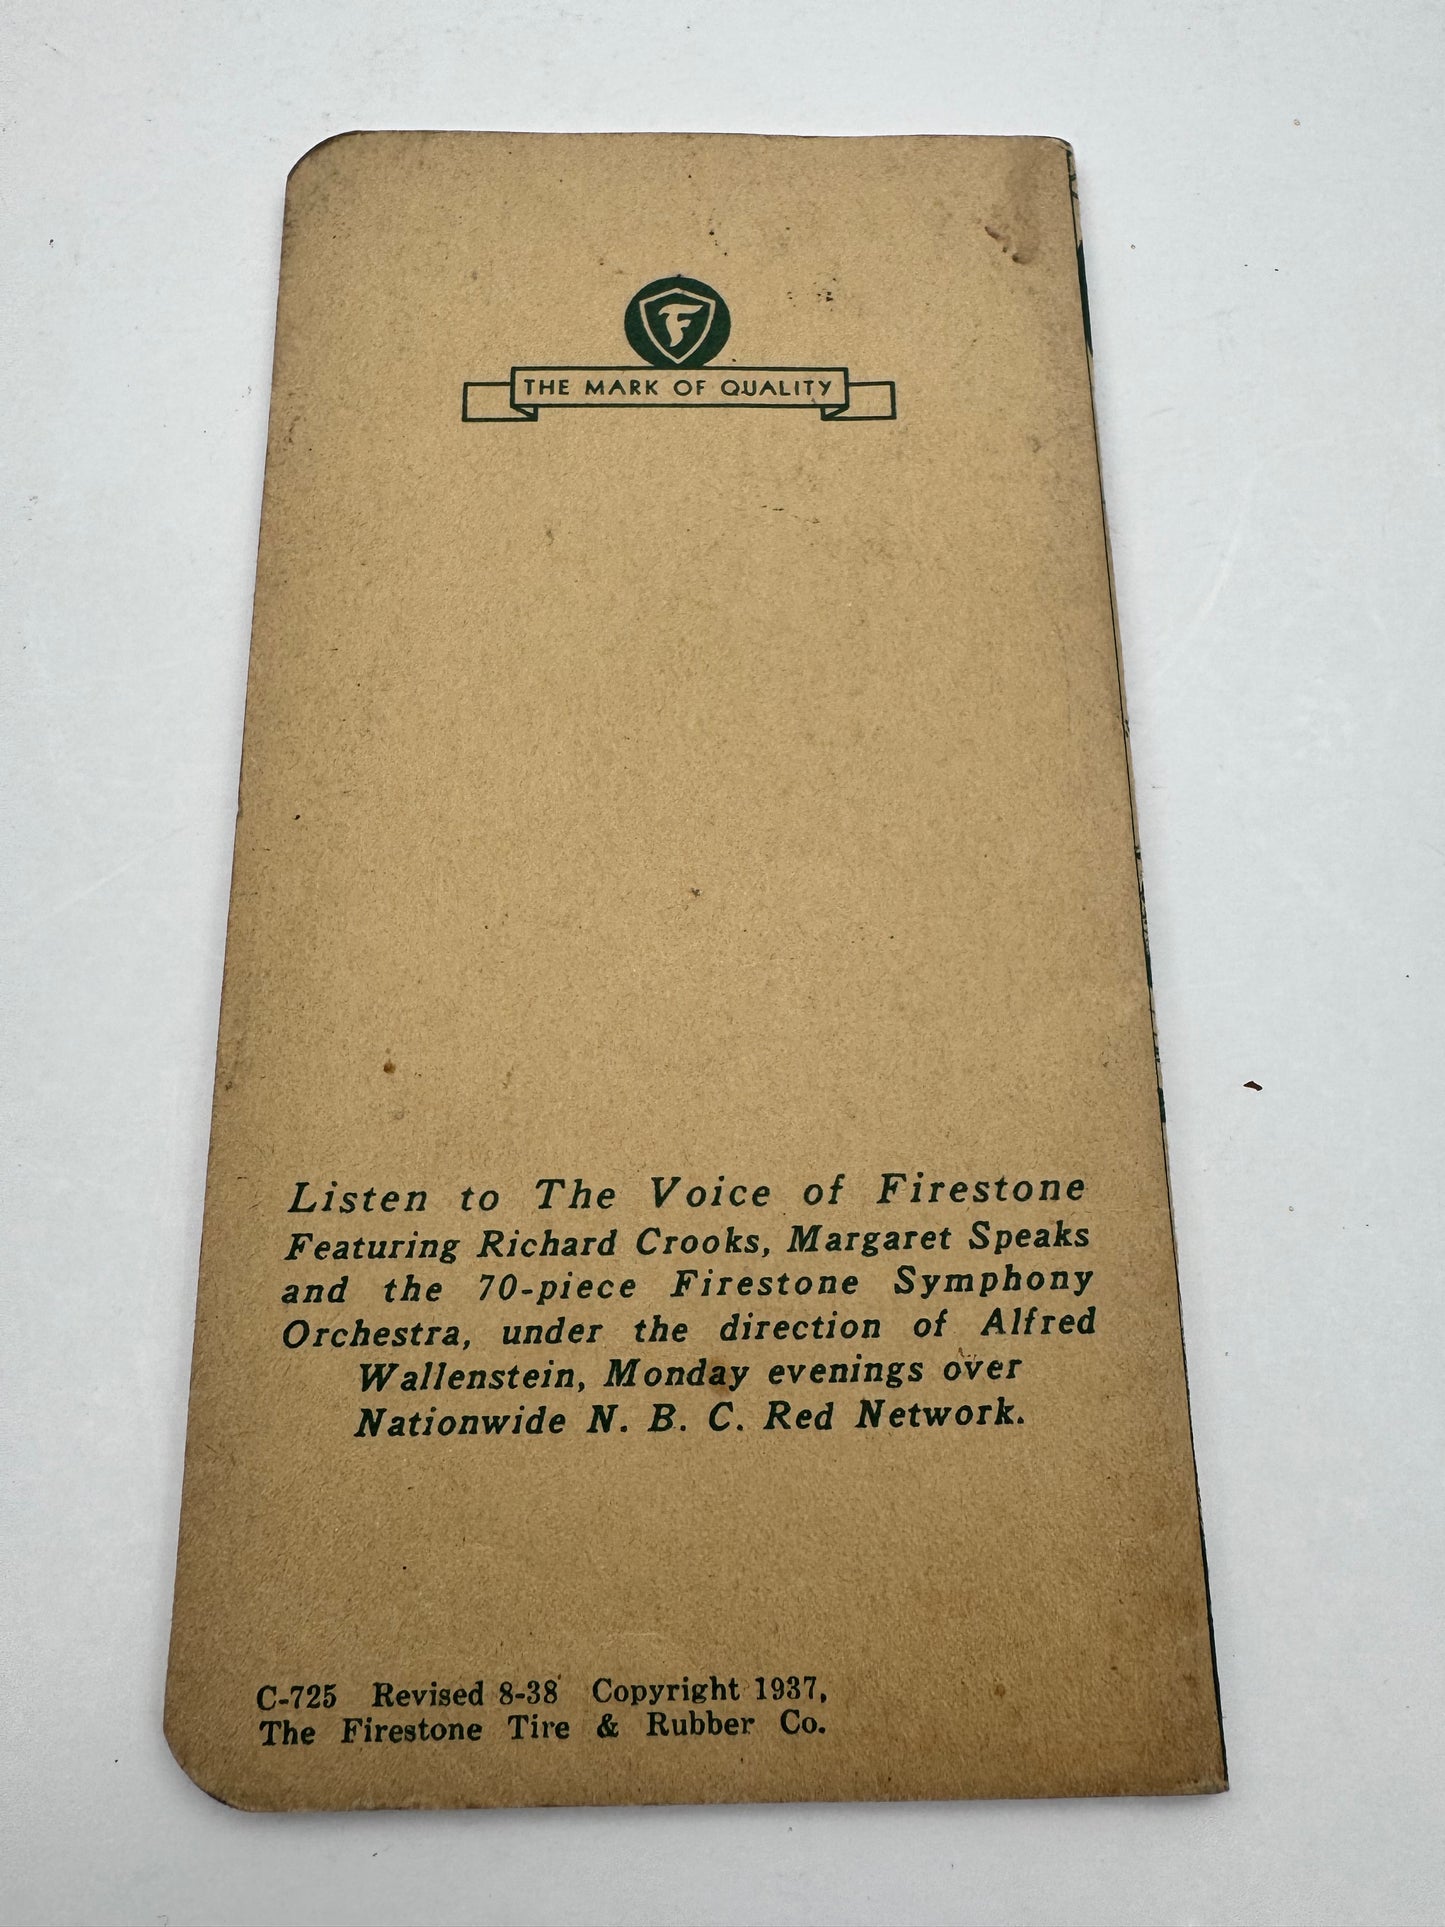 F
THE MARK OF QUALITY
Listen to The Voice of Firestone
Featuring Richard Crooks, Margaret Speaks
and the 70-piece Firestone Symphony
Orchestra, under the direction of Alfred
Wallenstein, Monday evenings over
Nationwide N. B. C. Red Network.
C-725 Revised 8-38 Copyright 1937,
The Firestone Tire & Rubber Co.